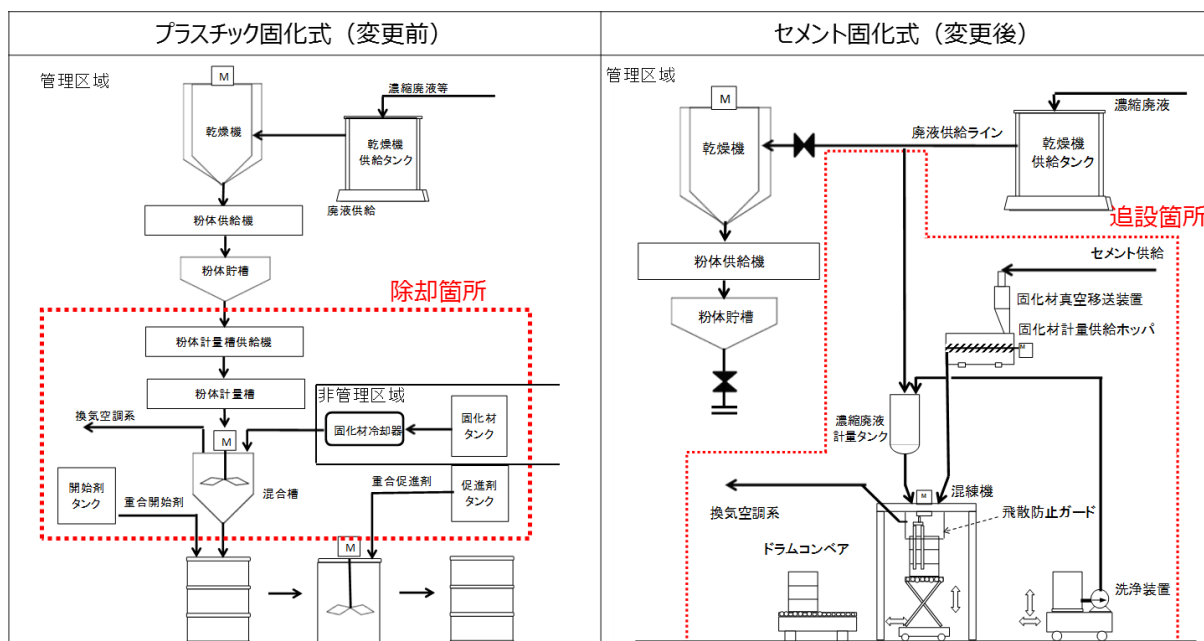 プラスチック固化式（変更前）
管理区域
M
濃縮廃液等
乾燥機
乾燥機
供給タンク
廃液供給
粉体供給機
粉体貯槽
除却箇所
粉体計量槽供給機
粉体計量槽
非管理区域
換気空調系
M
固化材冷却器
固化材
タンク
混合槽
開始剤
タンク
重合開始剤
重合促進剤
促進剤
タンク
M
セメント固化式（変更後）
管理区域
M
濃縮廃液
乾燥機
廃液供給ライン
乾燥機
供給タンク
追設箇所
セメント供給
粉体供給機
固化材真空移送装置
粉体貯槽
固化材計量供給ホッパ
M
濃縮廃液
計量タンク
M
混練機
換気空調系
飛散防止ガード
ドラムコンベア
洗浄装置